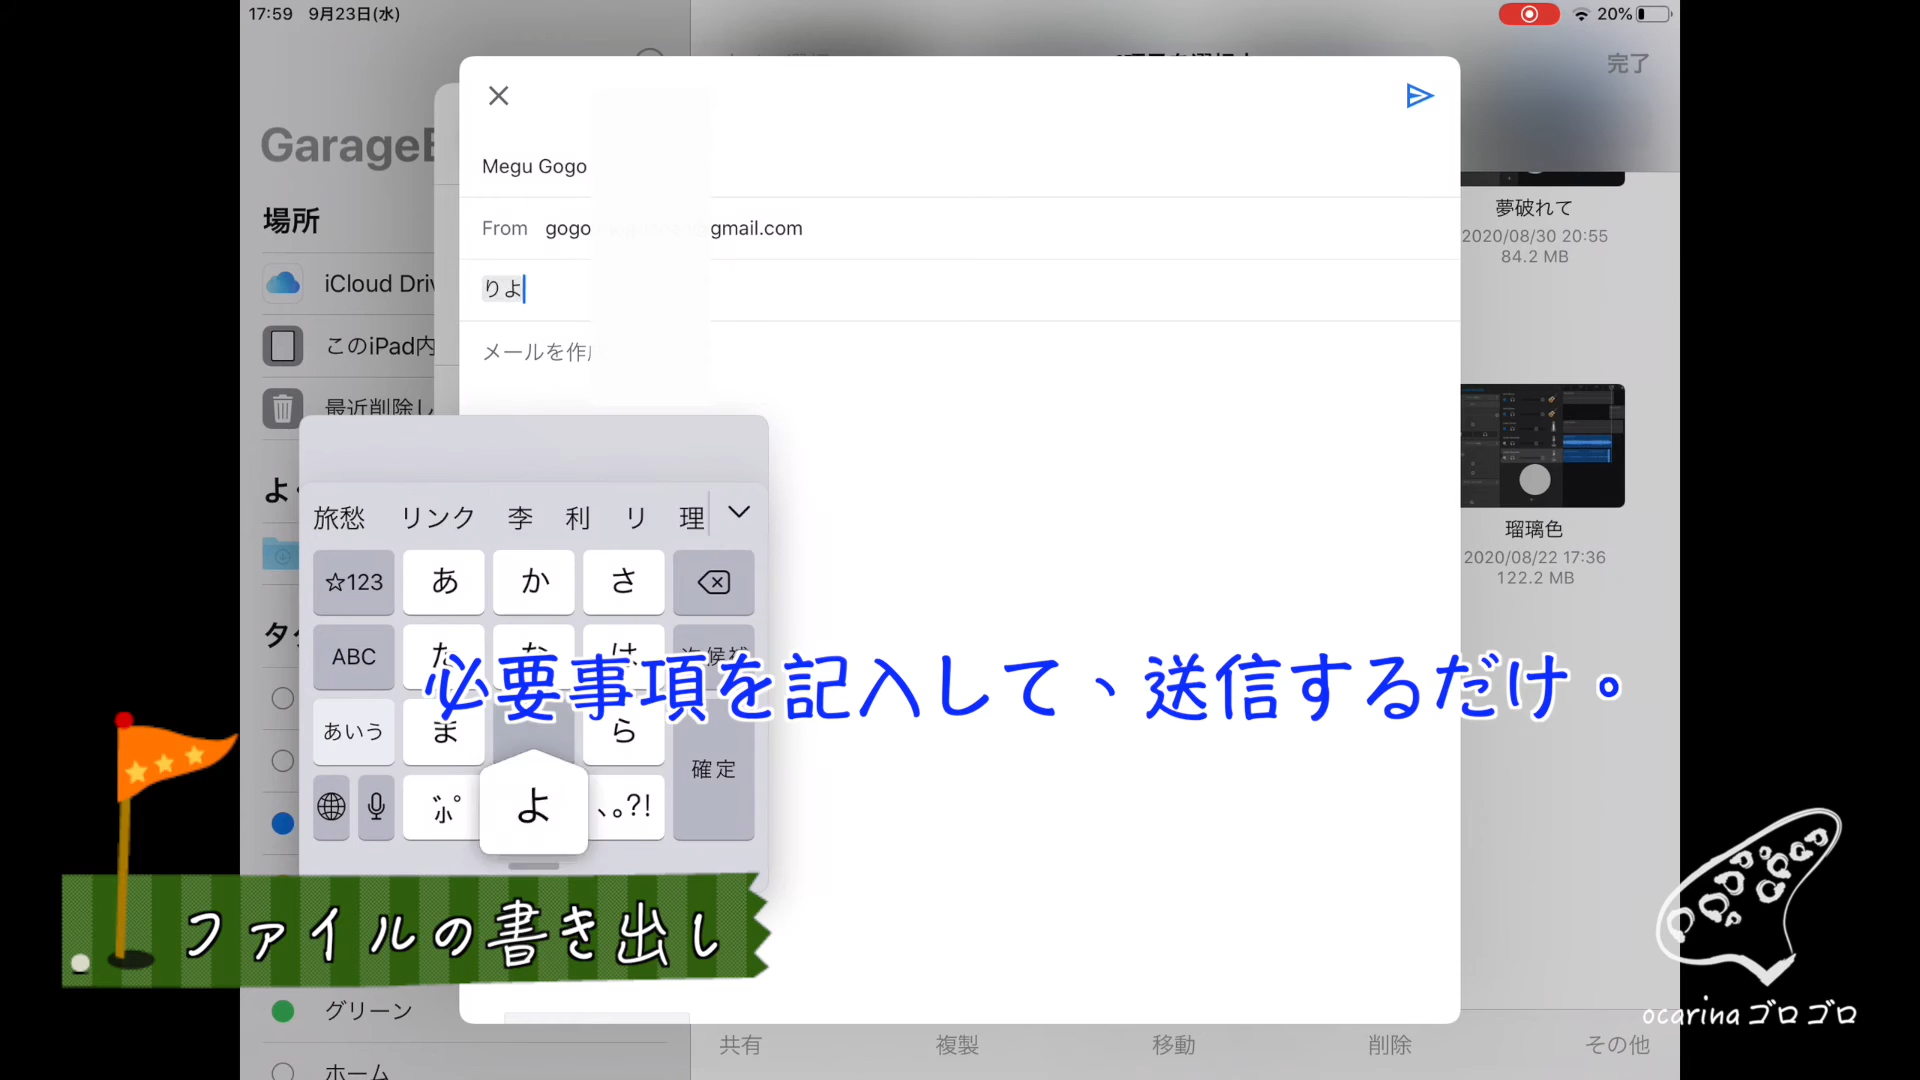 17:59 9月23日(水)
20%
完了
GarageB
場所
iCloud Driv
このiPad内
最近削除し
グリーン
ホーム
Megu Gogo
From gogo gmail.com
りよ
メールを作
旅愁 リンク 李 利 リ 理
☆123 あ か さ
ABC た な は 次候補
あいう ま ら
確定
小 よ 、。?!
夢破れて
2020/08/30 20:55
84.2 MB
瑠璃色
2020/08/22 17:36
122.2 MB
必要事項を記入して、送信するだけ。
ファイルの書き出し
ocarina ゴロゴロ
共有 複製 移動 削除 その他